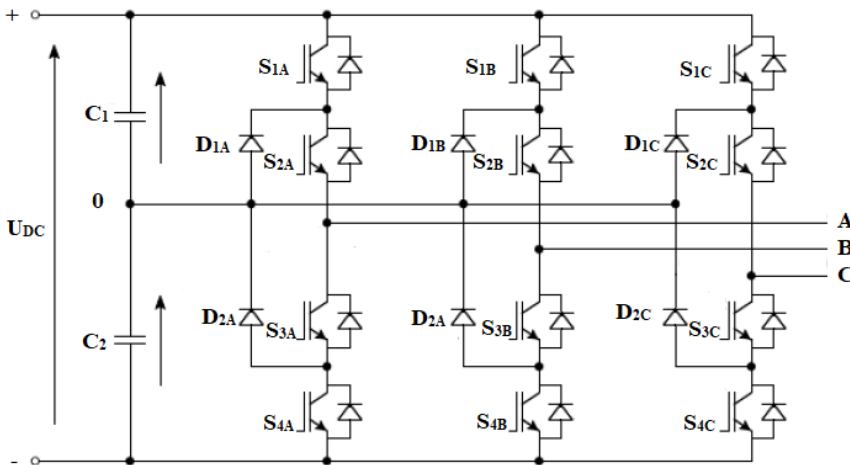 +
S1A S1B S1C
C1
D1A S2A D1B S2B D1C S2C
0
UDC
A
B
C
D2A S3A D2A S3B D2C S3C
C2
S4A S4B S4C
-